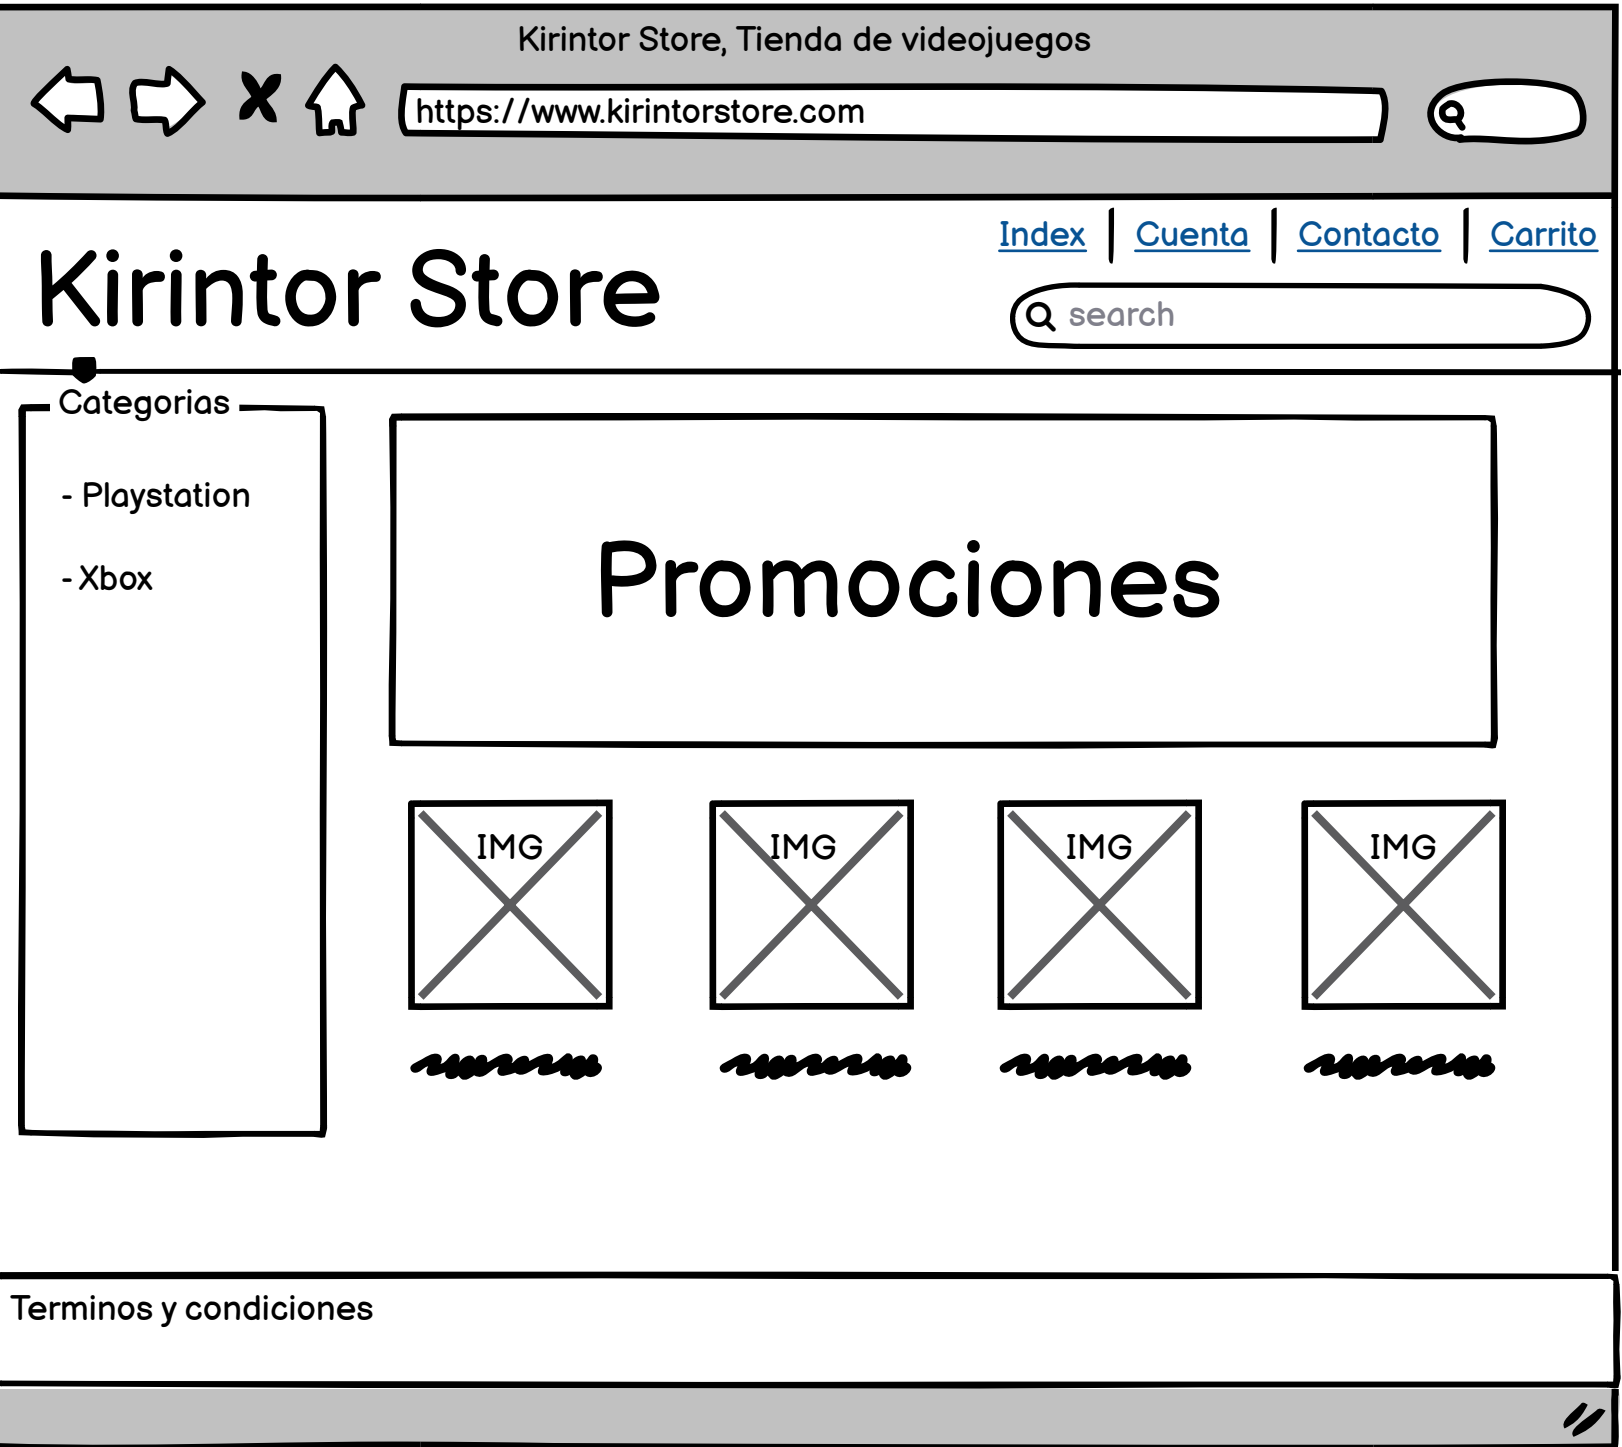 Kirintor Store, Tienda de videojuegos
https://www.kirintorstore.com
Index
Cuenta
Contacto
Carrito
Kirintor Store
search
Categorias
- Playstation
- Xbox
Promociones
IMG
IMG
IMG
IMG
Terminos y condiciones